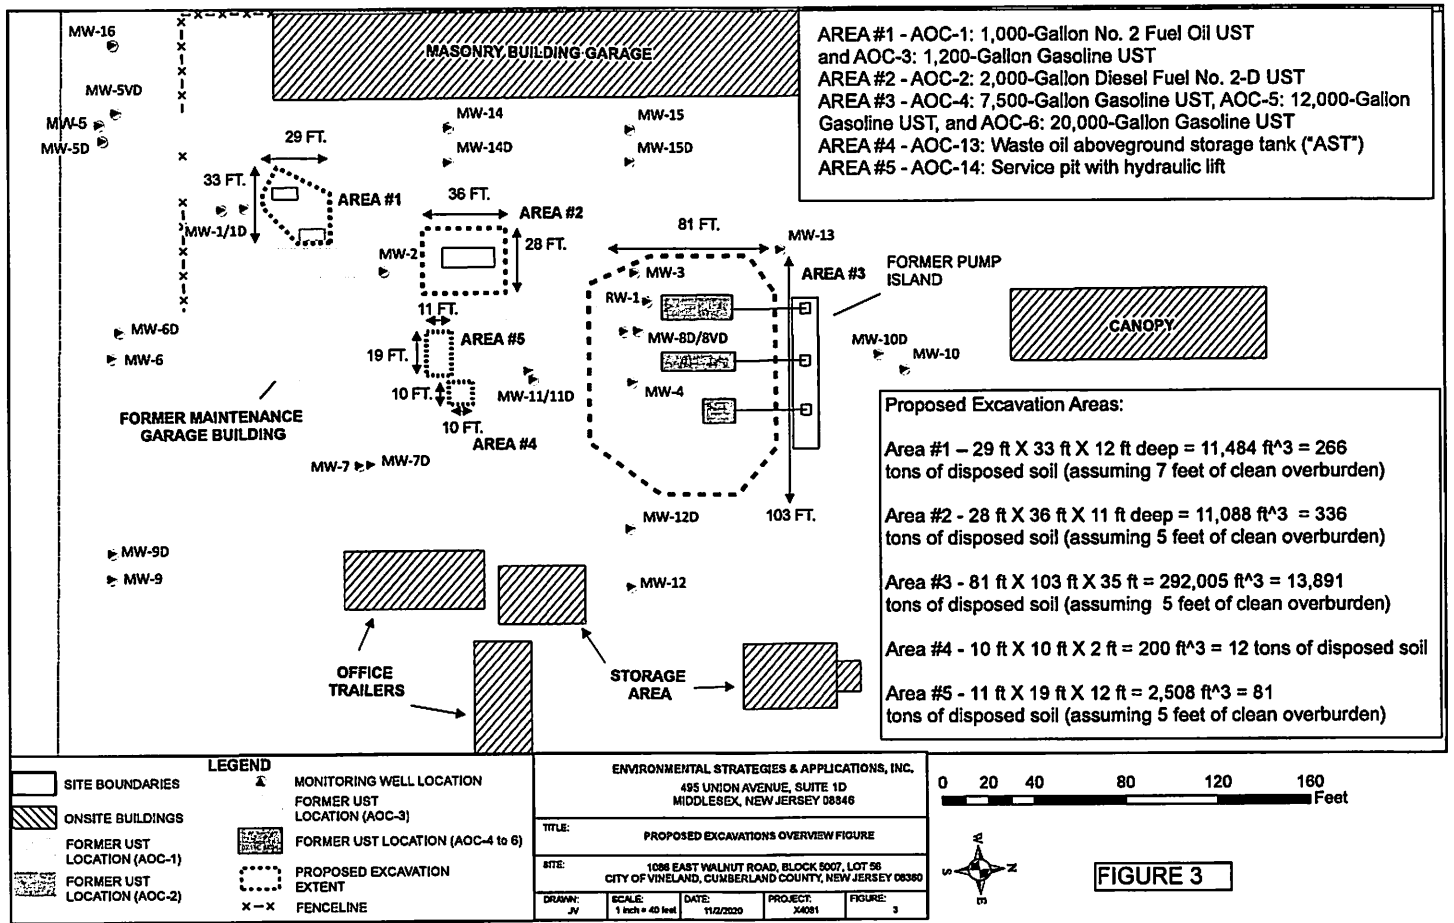 MW-16
MASONRY BUILDING GARAGE
AREA #1 - AOC-1: 1,000-Gallon No. 2 Fuel Oil UST
and AOC-3: 1,200-Gallon Gasoline UST
AREA #2 - AOC-2: 2,000-Gallon Diesel Fuel No. 2-D UST
AREA #3 - AOC-4: 7,500-Gallon Gasoline UST, AOC-5: 12,000-Gallon
Gasoline UST, and AOC-6: 20,000-Gallon Gasoline UST
AREA #4 - AOC-13: Waste oil aboveground storage tank ("AST")
AREA #5 - AOC-14: Service pit with hydraulic lift
MW-5VD
MW-5
MW-5D
MW-14
MW-14D
MW-15
MW-15D
29 FT.
33 FT.
AREA #1
MW-1/1D
36 FT.
AREA #2
28 FT.
MW-2
81 FT.
MW-13
AREA #3
FORMER PUMP
ISLAND
MW-3
RW-1
MW-8D/8VD
MW-4
11 FT.
AREA #5
19 FT.
10 FT.
10 FT.
AREA #4
MW-11/11D
MW-6D
MW-6
FORMER MAINTENANCE
GARAGE BUILDING
MW-7
MW-7D
CANOPY
MW-10D
MW-10
103 FT.
MW-12D
MW-12
MW-9D
MW-9
OFFICE
TRAILERS
STORAGE
AREA
Proposed Excavation Areas:
Area #1 – 29 ft X 33 ft X 12 ft deep = 11,484 ft^3 = 266
tons of disposed soil (assuming 7 feet of clean overburden)
Area #2 - 28 ft X 36 ft X 11 ft deep = 11,088 ft^3 = 336
tons of disposed soil (assuming 5 feet of clean overburden)
Area #3 - 81 ft X 103 ft X 35 ft = 292,005 ft^3 = 13,891
tons of disposed soil (assuming 5 feet of clean overburden)
Area #4 - 10 ft X 10 ft X 2 ft = 200 ft^3 = 12 tons of disposed soil
Area #5 - 11 ft X 19 ft X 12 ft = 2,508 ft^3 = 81
tons of disposed soil (assuming 5 feet of clean overburden)
LEGEND
SITE BOUNDARIES
ONSITE BUILDINGS
FORMER UST
LOCATION (AOC-1)
FORMER UST
LOCATION (AOC-2)
MONITORING WELL LOCATION
FORMER UST
LOCATION (AOC-3)
FORMER UST LOCATION (AOC-4 to 6)
PROPOSED EXCAVATION
EXTENT
x–x FENCELINE
ENVIRONMENTAL STRATEGIES & APPLICATIONS, INC.
495 UNION AVENUE, SUITE 1D
MIDDLESEX, NEW JERSEY 08846
TITLE:
PROPOSED EXCAVATIONS OVERVIEW FIGURE
SITE:
1086 EAST WALNUT ROAD, BLOCK 5007, LOT 56
CITY OF VINELAND, CUMBERLAND COUNTY, NEW JERSEY 08360
DRAWN:
JV
SCALE:
1 inch = 40 feet
DATE:
11/2/2020
PROJECT:
X4081
FIGURE:
3
0 20 40 80 120 160
Feet
W
N
S
E
FIGURE 3